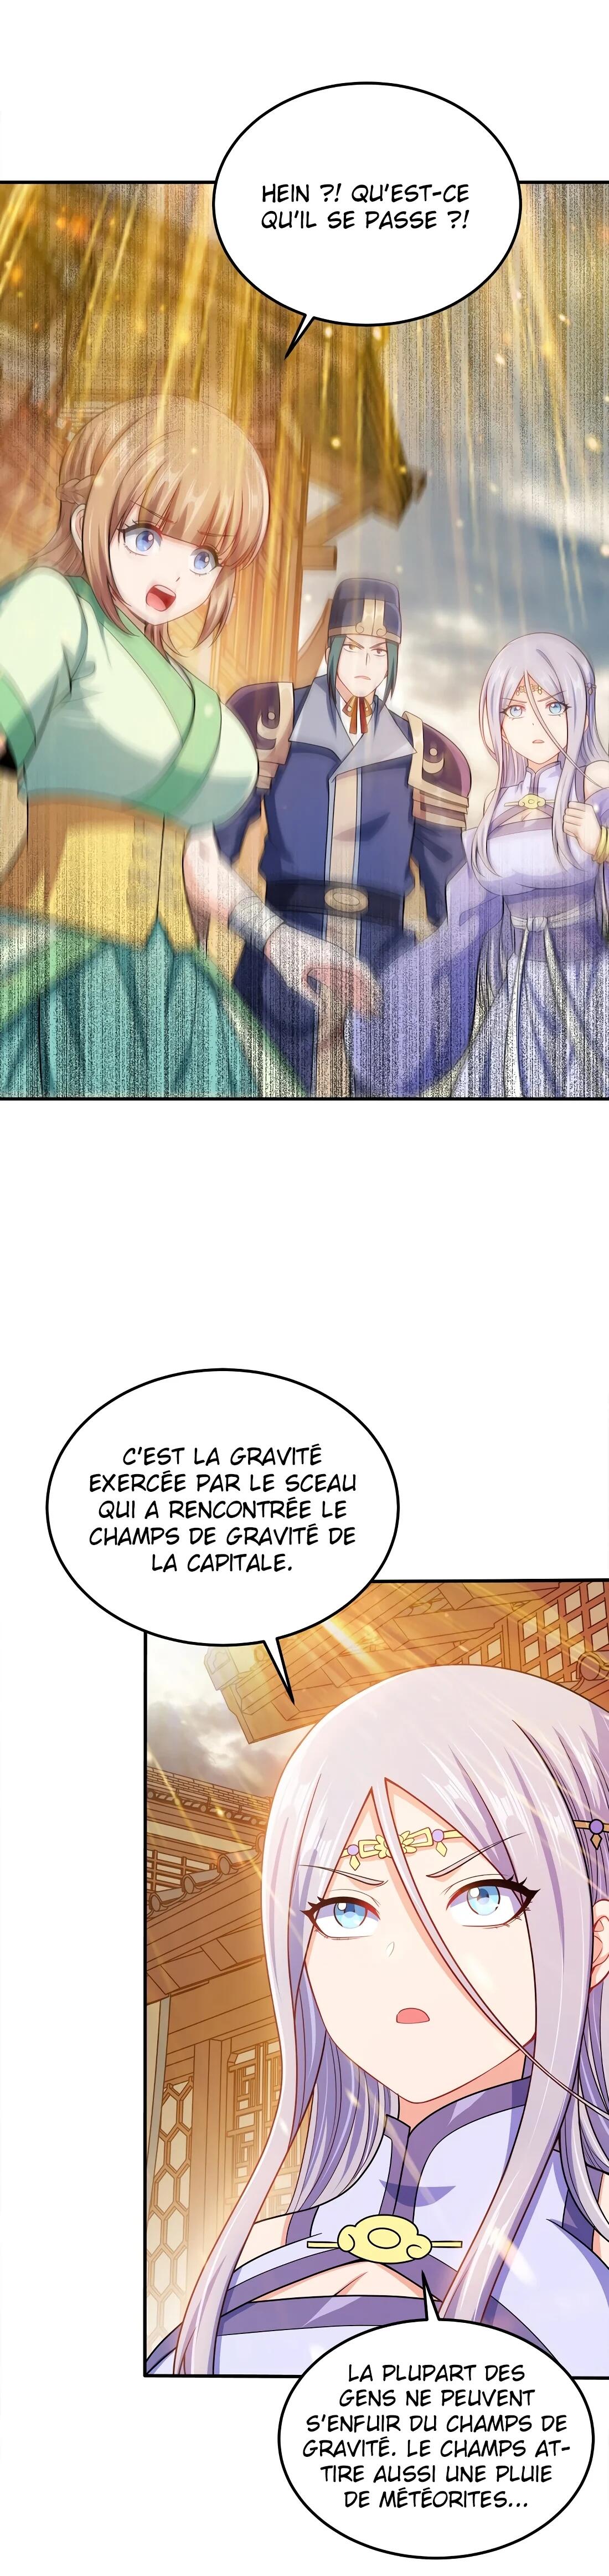 HEIN ?! QU'EST-CE
QU'IL SE PASSE ?!
C'EST LA GRAVITÉ
EXERCÉE PAR LE SCEAU
QUI A RENCONTRÉE LE
CHAMPS DE GRAVITÉ DE
LA CAPITALE.
LA PLUPART DES
GENS NE PEUVENT
S'ENFUIR DU CHAMPS DE
GRAVITÉ. LE CHAMPS AT-
TIRE AUSSI UNE PLUIE
DE MÉTÉORITES...